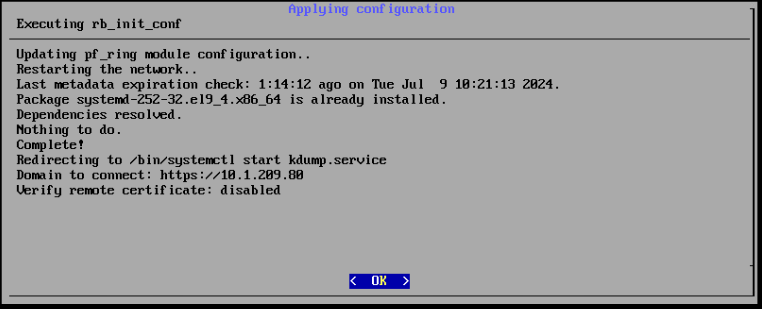 Applying configuration
Executing rb_init_conf
Updating pf_ring module configuration..
Restarting the network..
Last metadata expiration check: 1:14:12 ago on Tue Jul  9 10:21:13 2024.
Package systemd-252-32.el9_4.x86_64 is already installed.
Dependencies resolved.
Nothing to do.
Complete!
Redirecting to /bin/systemctl start kdump.service
Domain to connect: https://10.1.209.80
Verify remote certificate: disabled
<  OK  >